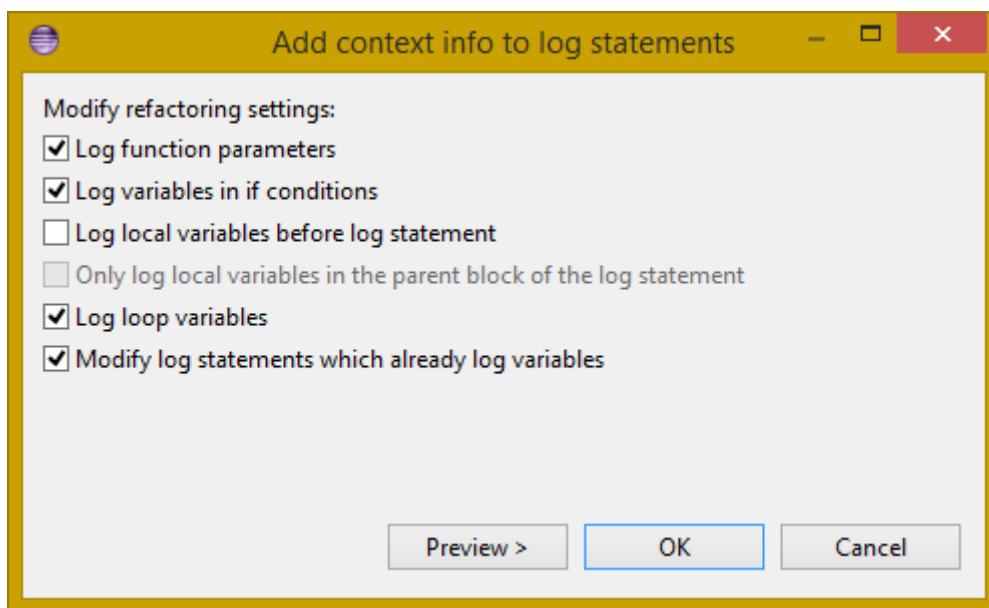 Add context info to log statements
Modify refactoring settings:
Log function parameters
Log variables in if conditions
Log local variables before log statement
Only log local variables in the parent block of the log statement
Log loop variables
Modify log statements which already log variables
Preview >
OK
Cancel